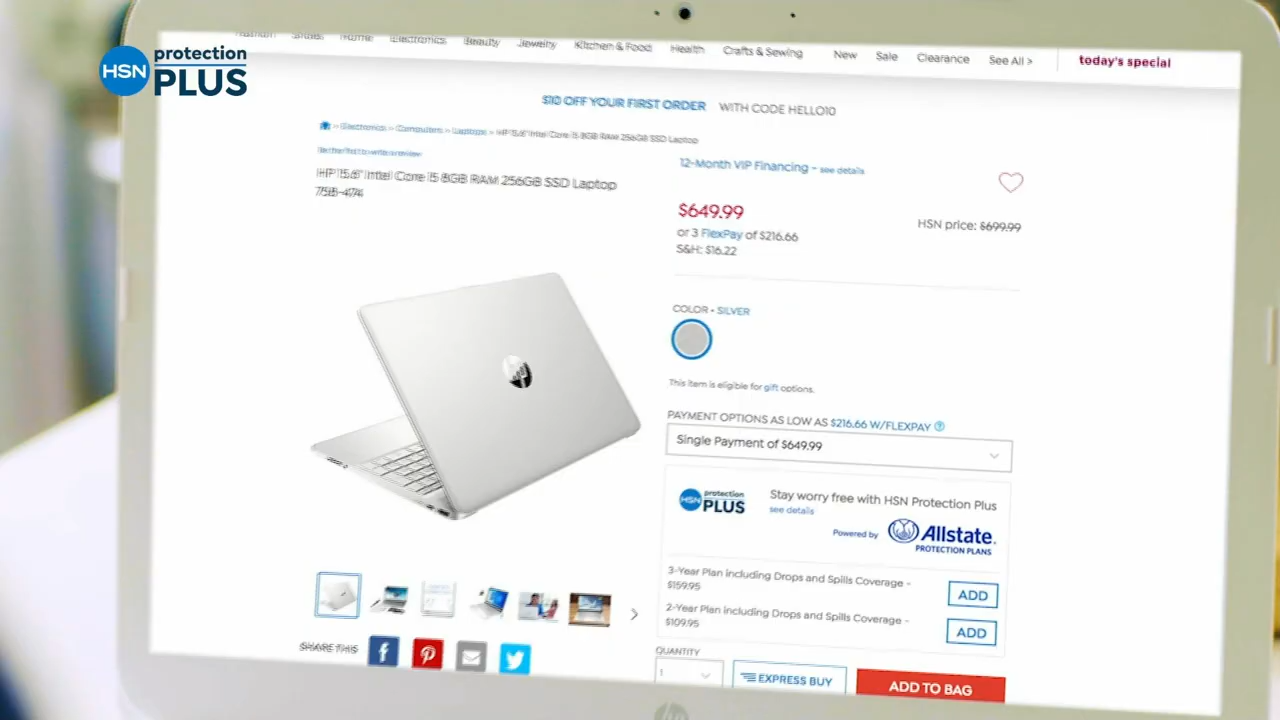 HSN protection PLUS
Fashion Shoes Home Electronics Beauty Jewelry Kitchen & Food Health Crafts & Sewing New Sale Clearance See All > today's special
$10 OFF YOUR FIRST ORDER WITH CODE HELLO10
> Electronics > Computers > Laptops > HP 15.6" Intel Core i5 8GB RAM 256GB SSD Laptop
Be the first to write a review
HP 15.6" Intel Core i5 8GB RAM 256GB SSD Laptop
12-Month VIP Financing - see details
$649.99
HSN price: $699.99
or 3 FlexPay of $216.66
S&H: $16.22
COLOR - SILVER
This item is eligible for gift options.
PAYMENT OPTIONS AS LOW AS $216.66 W/FLEXPAY ?
Single Payment of $649.99
HSN protection PLUS
Stay worry free with HSN Protection Plus
see details
Powered by Allstate.
PROTECTION PLANS
3-Year Plan including Drops and Spills Coverage -
$159.95
ADD
2-Year Plan including Drops and Spills Coverage -
$109.95
ADD
SHARE THIS
QUANTITY
1
EXPRESS BUY
ADD TO BAG
hp